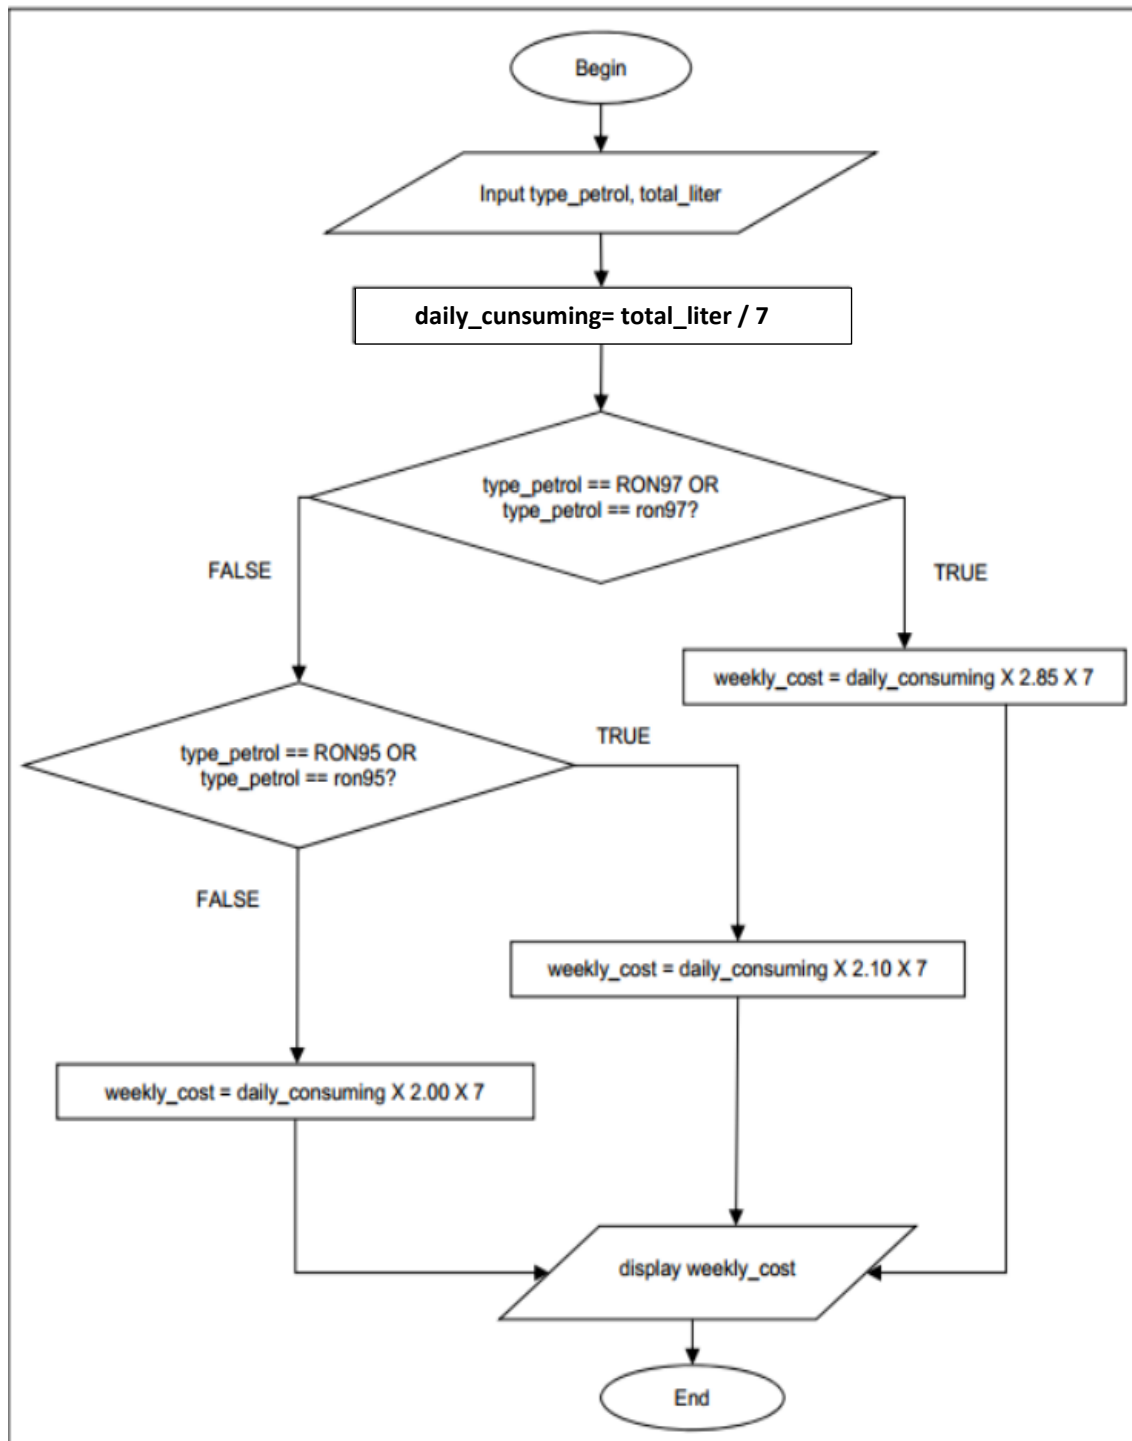 Begin
Input type_petrol, total_liter
daily_cunsuming= total_liter / 7
type_petrol == RON97 OR
type_petrol == ron97?
FALSE
TRUE
weekly_cost = daily_consuming X 2.85 X 7
type_petrol == RON95 OR
type_petrol == ron95?
TRUE
FALSE
weekly_cost = daily_consuming X 2.10 X 7
weekly_cost = daily_consuming X 2.00 X 7
display weekly_cost
End